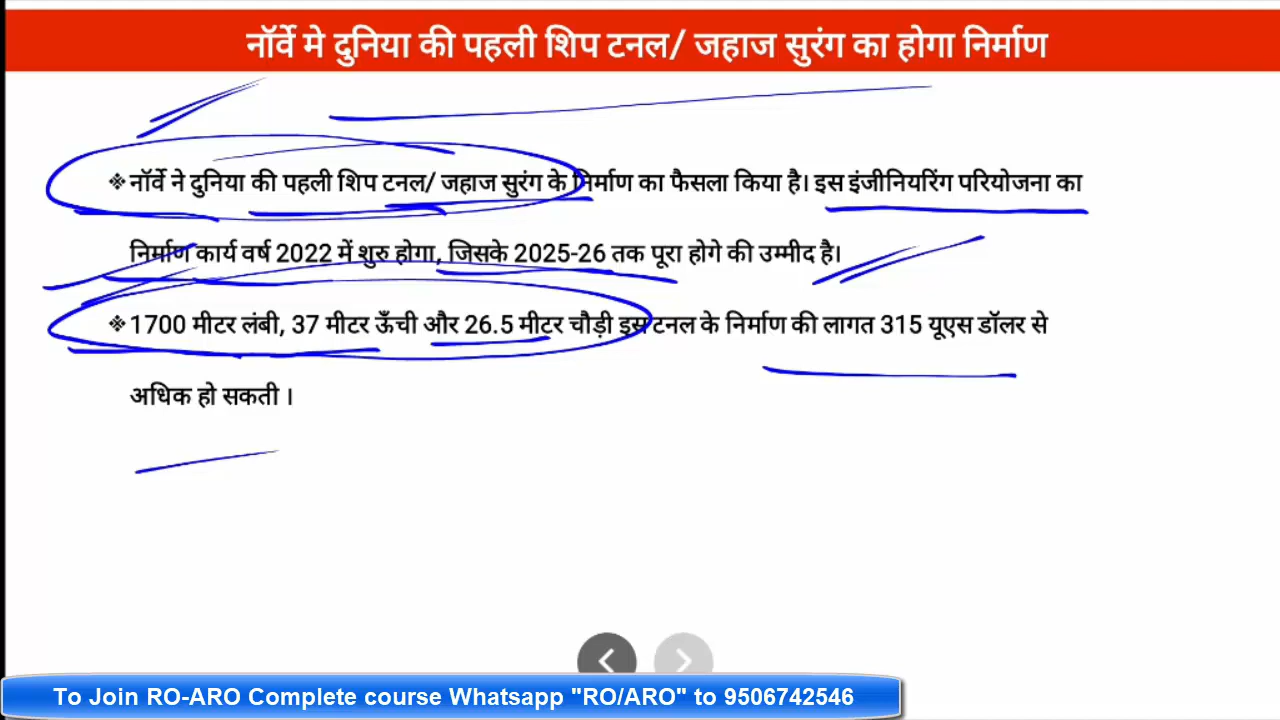 नॉर्वे मे दुनिया की पहली शिप टनल/ जहाज सुरंग का होगा निर्माण
❖नॉर्वे ने दुनिया की पहली शिप टनल/ जहाज सुरंग के निर्माण का फैसला किया है। इस इंजीनियरिंग परियोजना का
निर्माण कार्य वर्ष 2022 में शुरु होगा, जिसके 2025-26 तक पूरा होगे की उम्मीद है।
❖1700 मीटर लंबी, 37 मीटर ऊँची और 26.5 मीटर चौड़ी इस टनल के निर्माण की लागत 315 यूएस डॉलर से
अधिक हो सकती ।
To Join RO-ARO Complete course Whatsapp "RO/ARO" to 9506742546